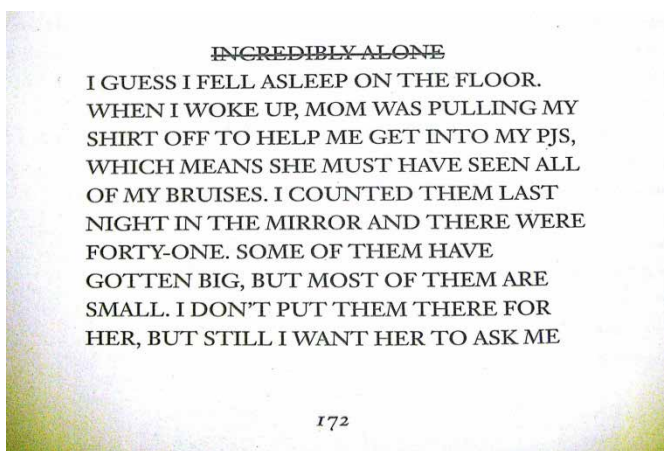 INCREDIBLY ALONE
I GUESS I FELL ASLEEP ON THE FLOOR.
WHEN I WOKE UP, MOM WAS PULLING MY
SHIRT OFF TO HELP ME GET INTO MY PJS,
WHICH MEANS SHE MUST HAVE SEEN ALL
OF MY BRUISES. I COUNTED THEM LAST
NIGHT IN THE MIRROR AND THERE WERE
FORTY-ONE. SOME OF THEM HAVE
GOTTEN BIG, BUT MOST OF THEM ARE
SMALL. I DON'T PUT THEM THERE FOR
HER, BUT STILL I WANT HER TO ASK ME
172